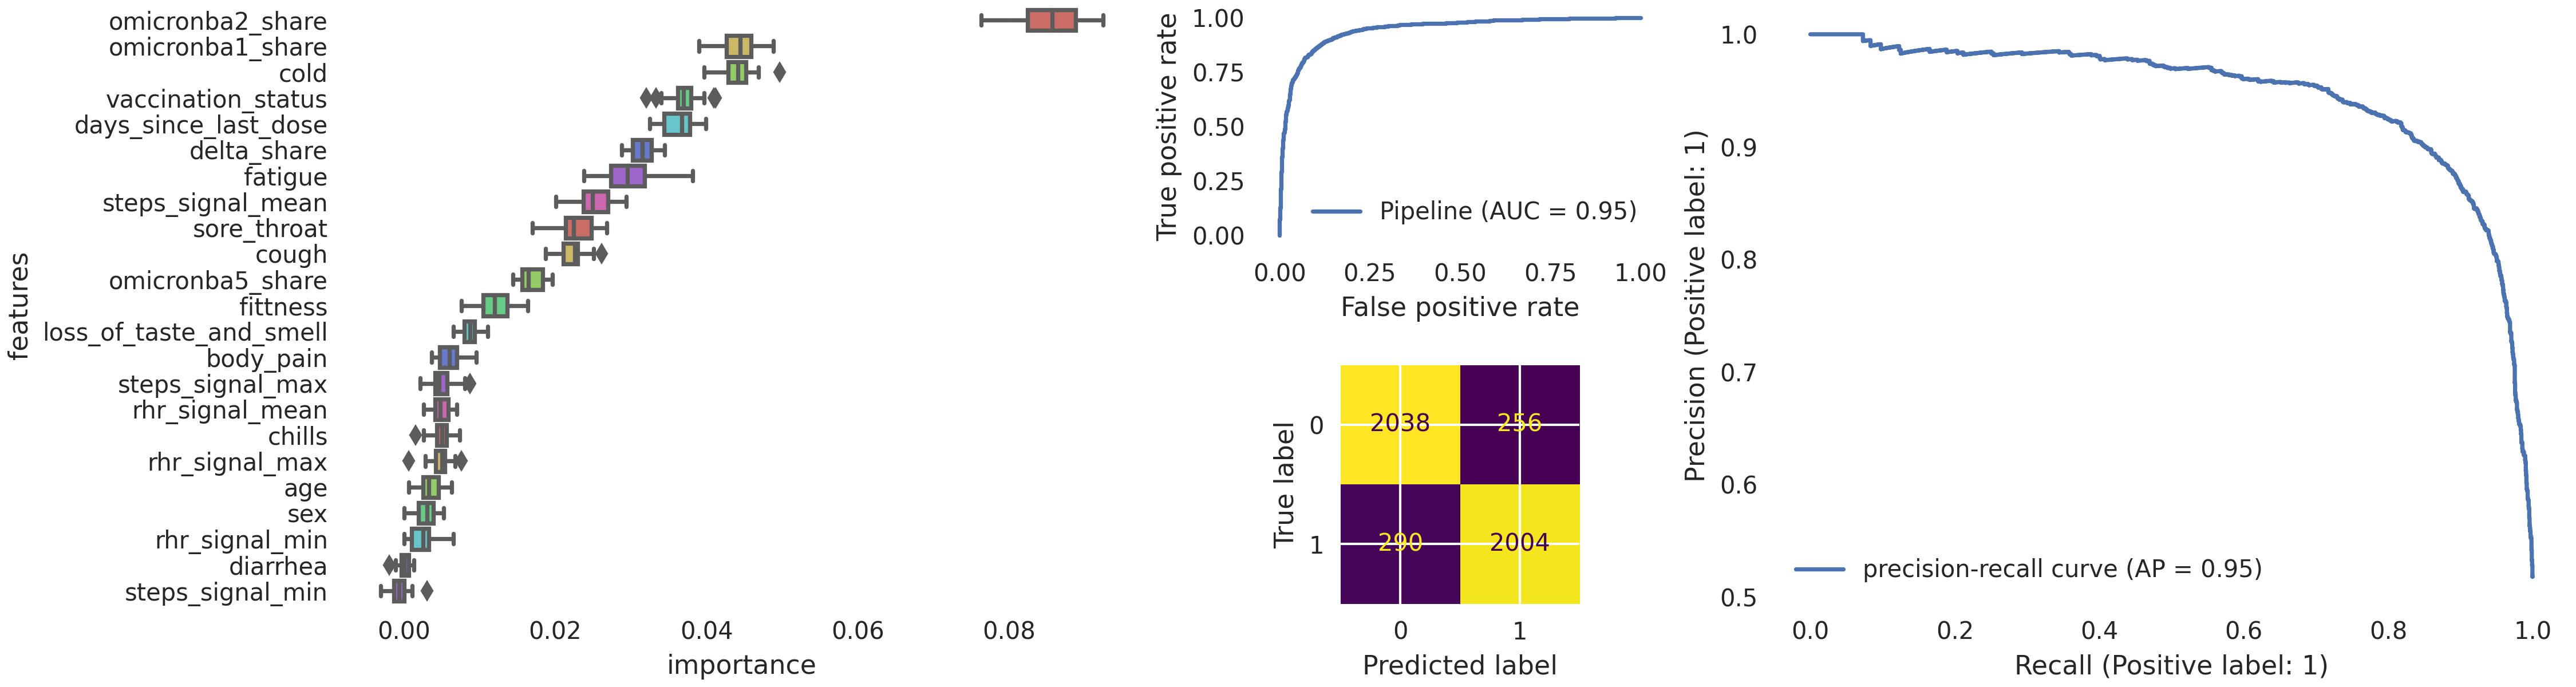 features
omicronba2_share
omicronba1_share
cold
vaccination_status
days_since_last_dose
delta_share
fatigue
steps_signal_mean
sore_throat
cough
omicronba5_share
fittness
loss_of_taste_and_smell
body_pain
steps_signal_max
rhr_signal_mean
chills
rhr_signal_max
age
sex
rhr_signal_min
diarrhea
steps_signal_min
0.00 0.02 0.04 0.06 0.08
importance
True positive rate
1.00
0.75
0.50
0.25
0.00
Pipeline (AUC = 0.95)
0.00 0.25 0.50 0.75 1.00
False positive rate
True label
0
1
2038 256
290 2004
0 1
Predicted label
Precision (Positive label: 1)
1.0
0.9
0.8
0.7
0.6
0.5
precision-recall curve (AP = 0.95)
0.0 0.2 0.4 0.6 0.8 1.0
Recall (Positive label: 1)